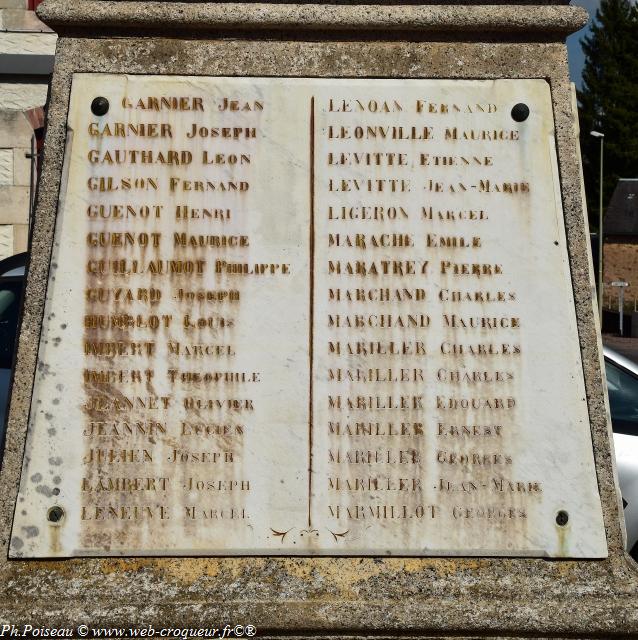 GARNIER JEAN
GARNIER JOSEPH
GAUTHARD LEON
GILSON FERNAND
GUENOT HENRI
GUENOT MAURICE
GUILLAUMOT PHILIPPE
GUYARD JOSEPH
HUMBLOT LOUIS
IMBERT MARCEL
IMBERT THEOPHILE
JEANNET OLIVIER
JEANNIN LUCIEN
JULIEN JOSEPH
LAMBERT JOSEPH
LENEUVE MARCEL
LENOAN FERNAND
LEONVILLE MAURICE
LEVITTE ETIENNE
LEVITTE JEAN-MARIE
LIGERON MARCEL
MARACHE EMILE
MARATREY PIERRE
MARCHAND CHARLES
MARCHAND MAURICE
MARILLER CHARLES
MARILLER CHARLES
MARILLER EDOUARD
MARILLER ERNEST
MARILLER GEORGES
MARILLER JEAN-MARIE
MARMILLOT GEORGES
Ph.Poiseau ©www-web-croqueur.fr®